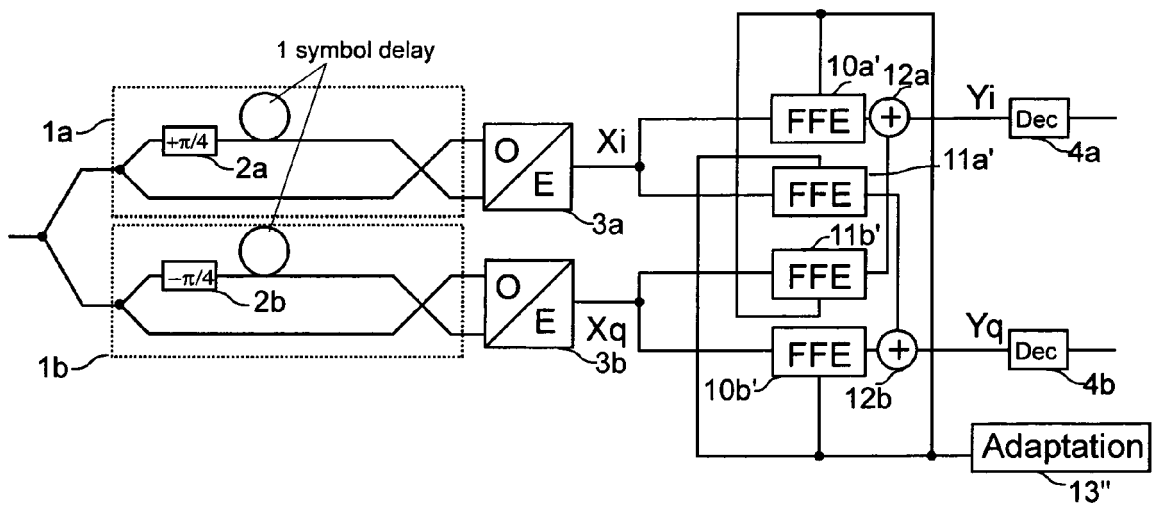 1 symbol delay
1a
+π/4
2a
O
E
3a
Xi
10a'
FFE
12a
+
Yi
Dec
4a
11a'
FFE
11b'
FFE
1b
−π/4
2b
O
E
3b
Xq
10b'
FFE
12b
+
Yq
Dec
4b
Adaptation
13"